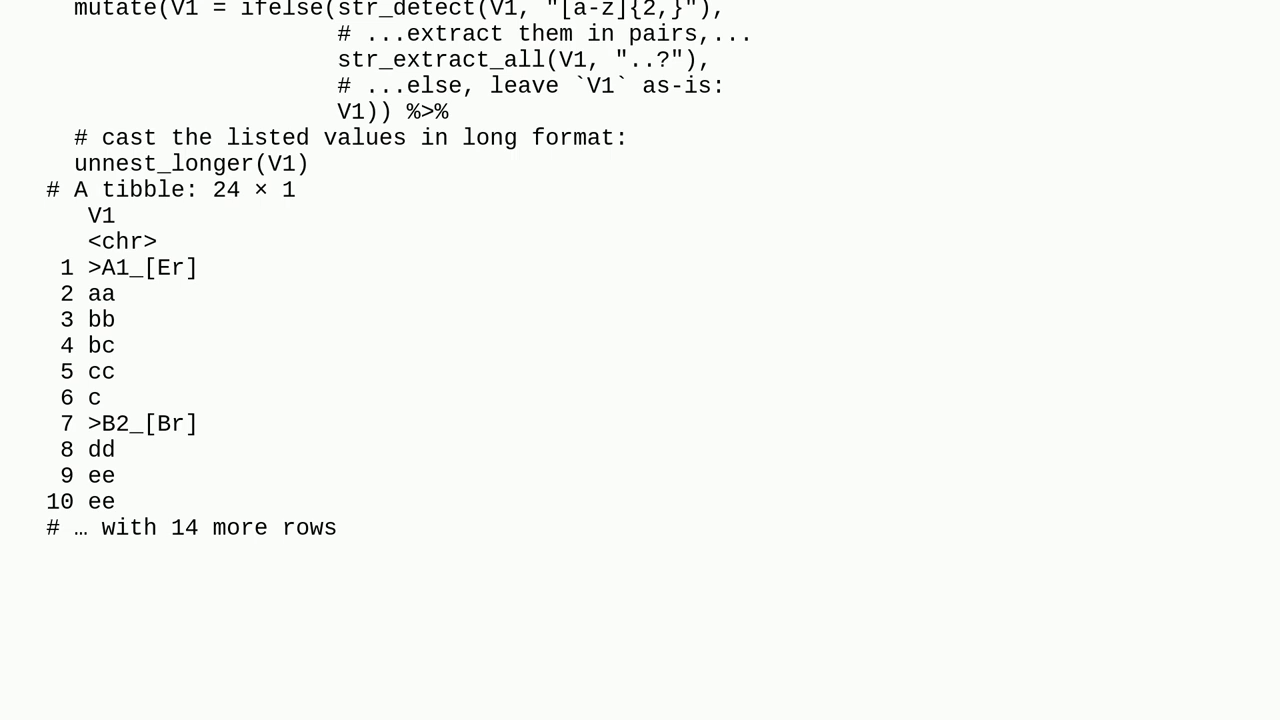 mutate(V1 = ifelse(str_detect(V1, "[a-z]{2,}"),
# ...extract them in pairs,...
str_extract_all(V1, "..?"),
# ...else, leave `V1` as-is:
V1)) %>%
# cast the listed values in long format:
unnest_longer(V1)
# A tibble: 24 × 1
V1
<chr>
1 >A1_[Er]
2 aa
3 bb
4 bc
5 cc
6 c
7 >B2_[Br]
8 dd
9 ee
10 ee
# … with 14 more rows